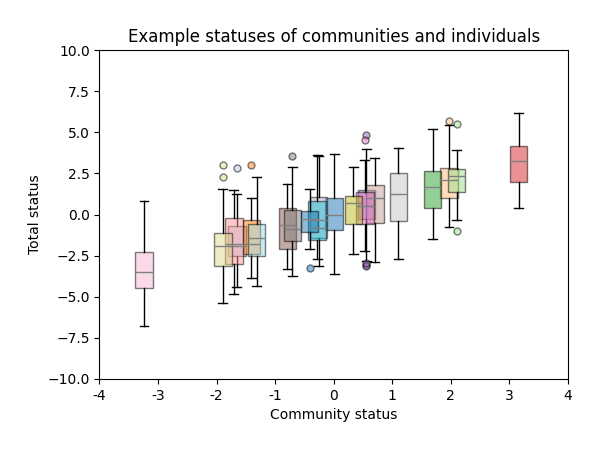 Example statuses of communities and individuals
10.0
7.5
5.0
2.5
0.0
−2.5
−5.0
−7.5
−10.0
Total status
-4 -3 -2 -1 0 1 2 3 4
Community status